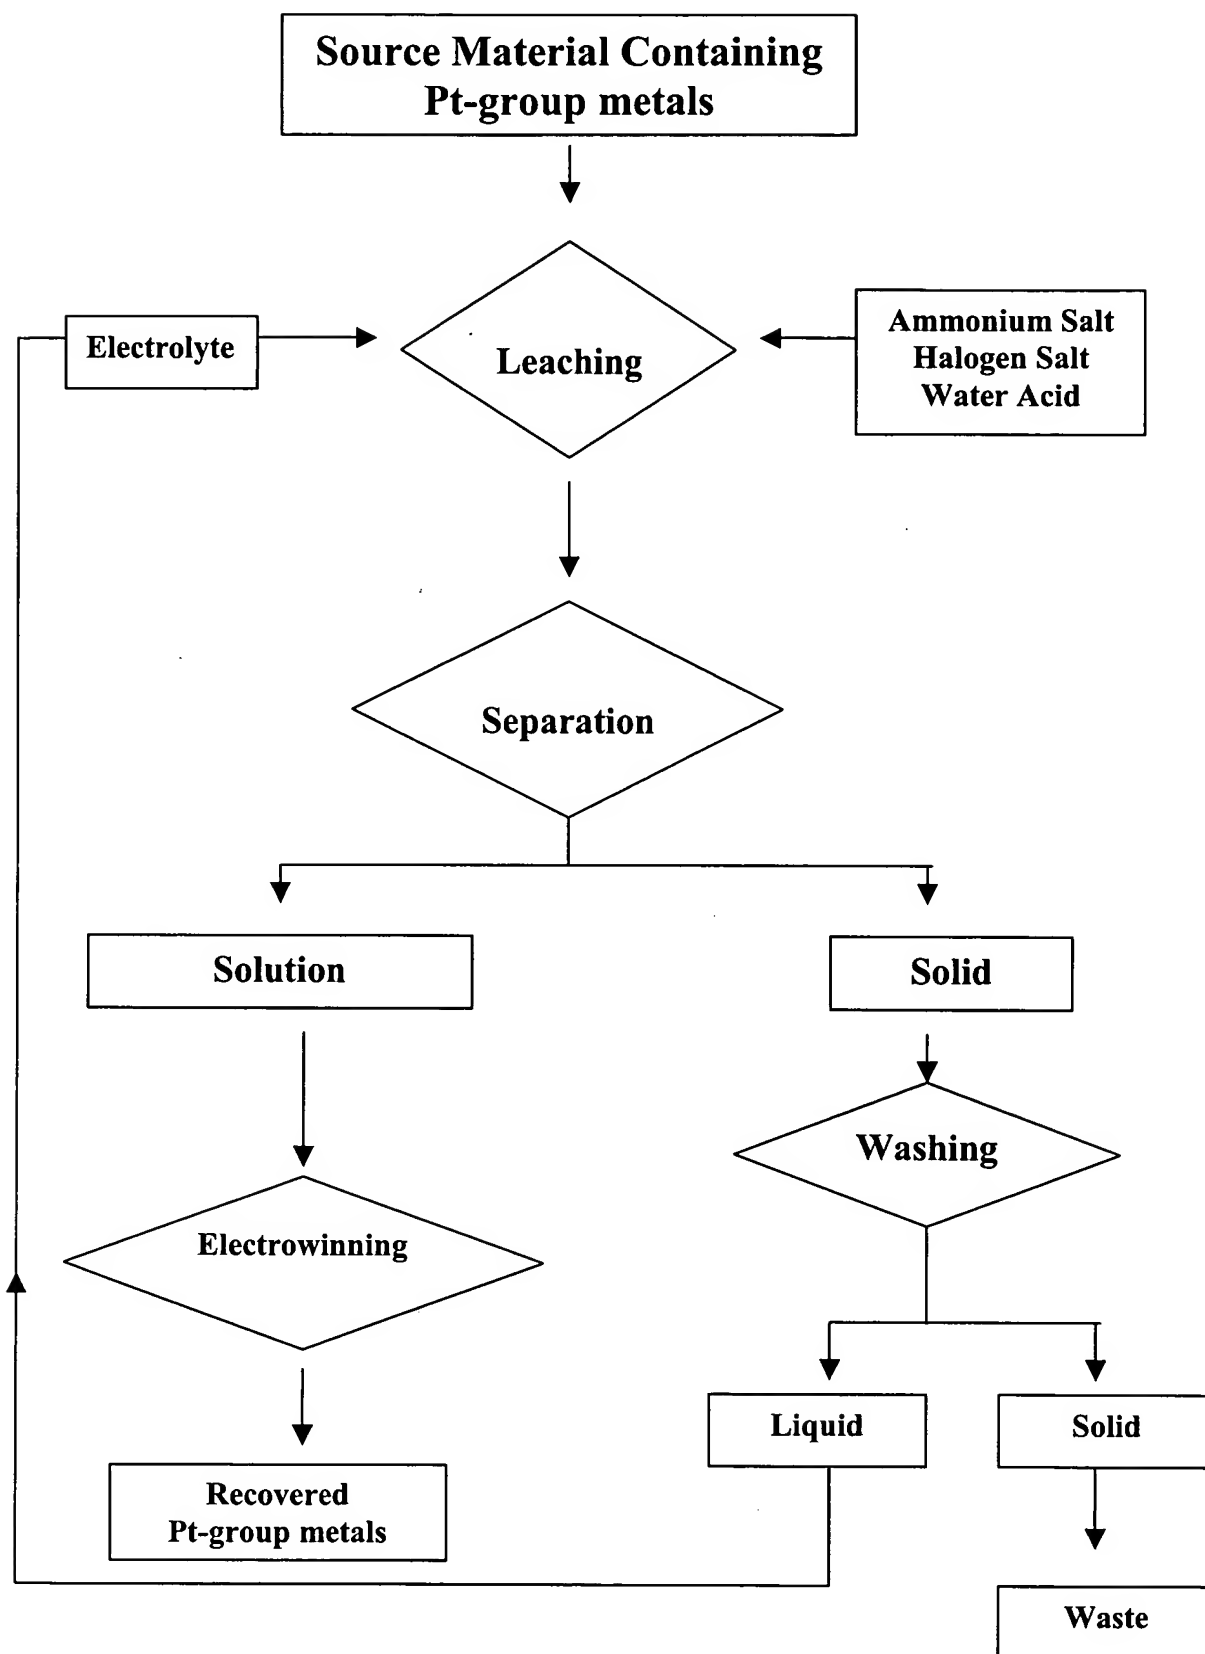 Source Material Containing
Pt-group metals
Electrolyte
Leaching
Ammonium Salt
Halogen Salt
Water Acid
Separation
Solution
Solid
Washing
Electrowinning
Liquid
Solid
Recovered
Pt-group metals
Waste